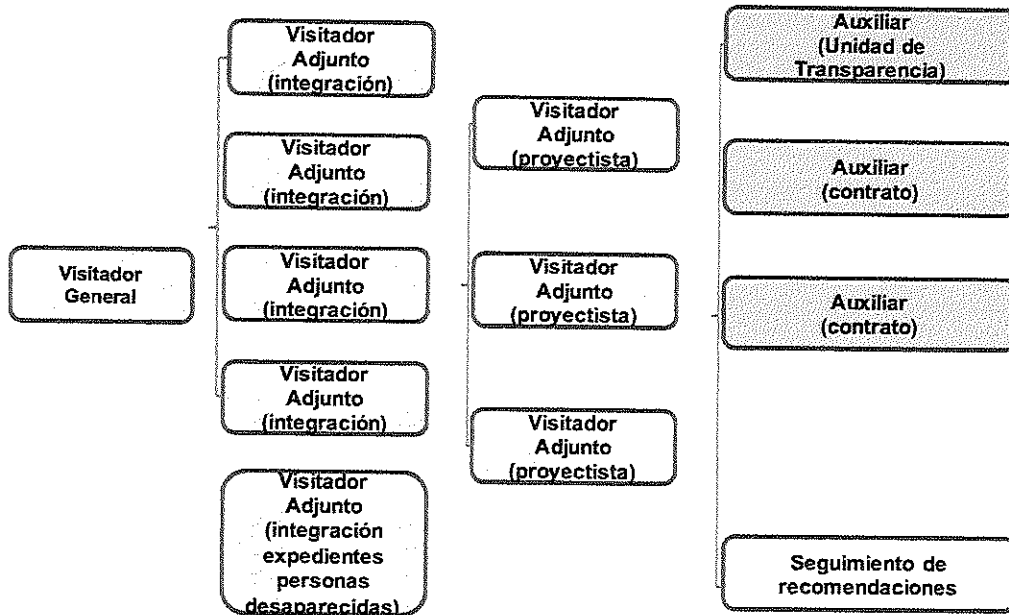 Visitador
General
Visitador
Adjunto
(integración)
Visitador
Adjunto
(integración)
Visitador
Adjunto
(integración)
Visitador
Adjunto
(integración)
Visitador
Adjunto
(integración
expedientes
personas
desaparecidas)
Visitador
Adjunto
(proyectista)
Visitador
Adjunto
(proyectista)
Visitador
Adjunto
(proyectista)
Auxiliar
(Unidad de
Transparencia)
Auxiliar
(contrato)
Auxiliar
(contrato)
Seguimiento de
recomendaciones